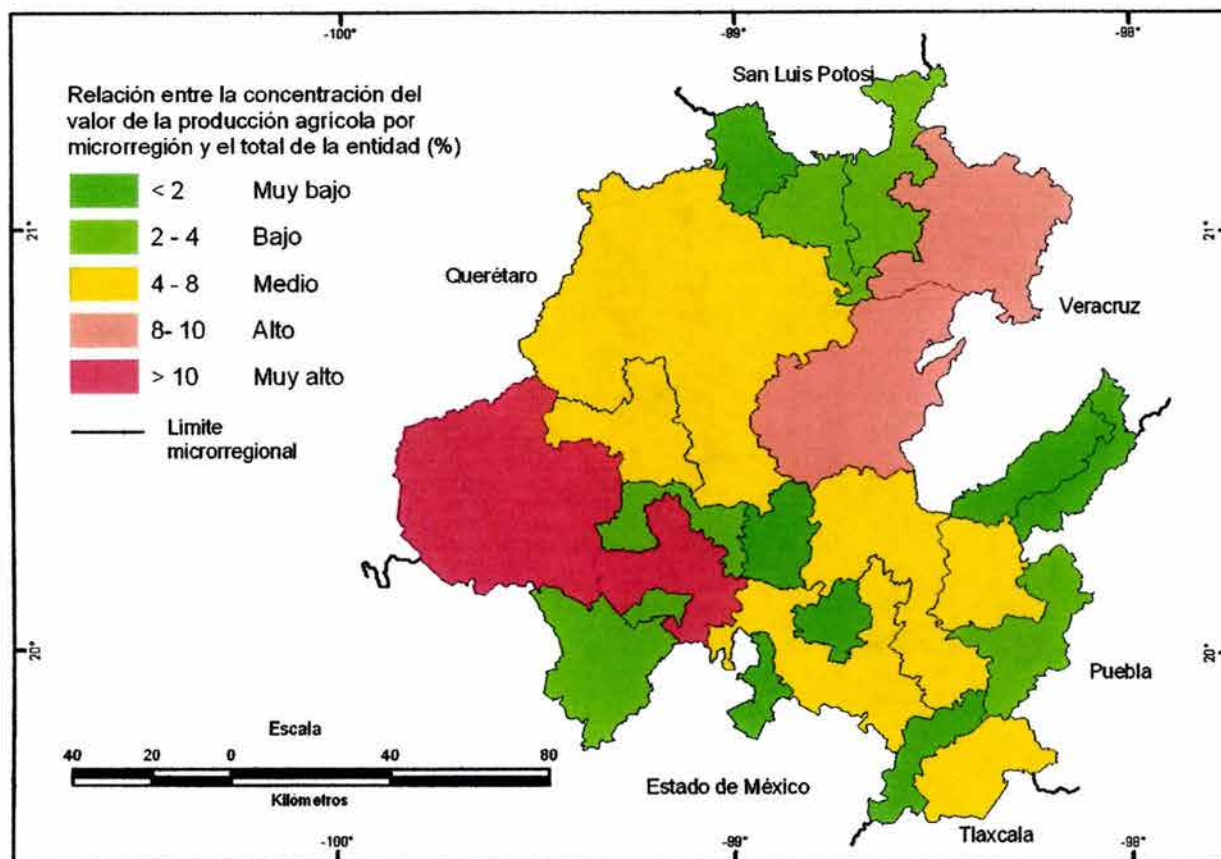 -100°
-99°
-98°
San Luis Potosi
Relación entre la concentración del
valor de la producción agrícola por
microrregión y el total de la entidad (%)
< 2 Muy bajo
2 - 4 Bajo
4 - 8 Medio
8- 10 Alto
> 10 Muy alto
Limite
microrregional
21°
21°
Querétaro
Veracruz
20°
20°
Puebla
Escala
40 20 0 40 80
Kilómetros
Estado de México
Tlaxcala
-100°
-99°
-98°